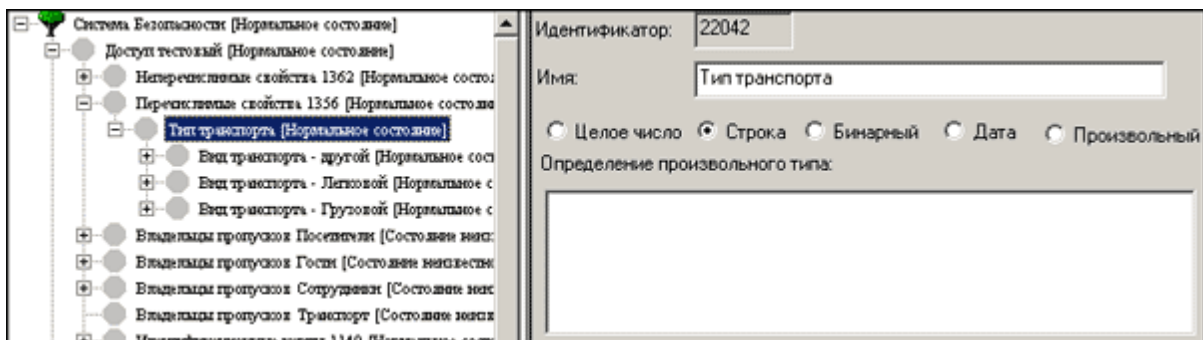 Система Безопасности [Нормальное состояние]
Доступ тестовый [Нормальное состояние]
Неперечислимые свойства 1362 [Нормальное состо
Перечислимые свойства 1356 [Нормальное состояни
Тип транспорта [Нормальное состояние]
Вид транспорта - другой [Нормальное сост
Вид транспорта - Легковой [Нормальное с
Вид транспорта - Грузовой [Нормальное с
Владельцы пропусков Посетители [Состояние неиз
Владельцы пропусков Гости [Состояние неизвестн
Владельцы пропусков Сотрудники [Состояние неиз
Владельцы пропусков Транспорт [Состояние неизв
Идентификатор: 22042
Имя: Тип транспорта
Целое число Строка Бинарный Дата Произвольный
Определение произвольного типа: